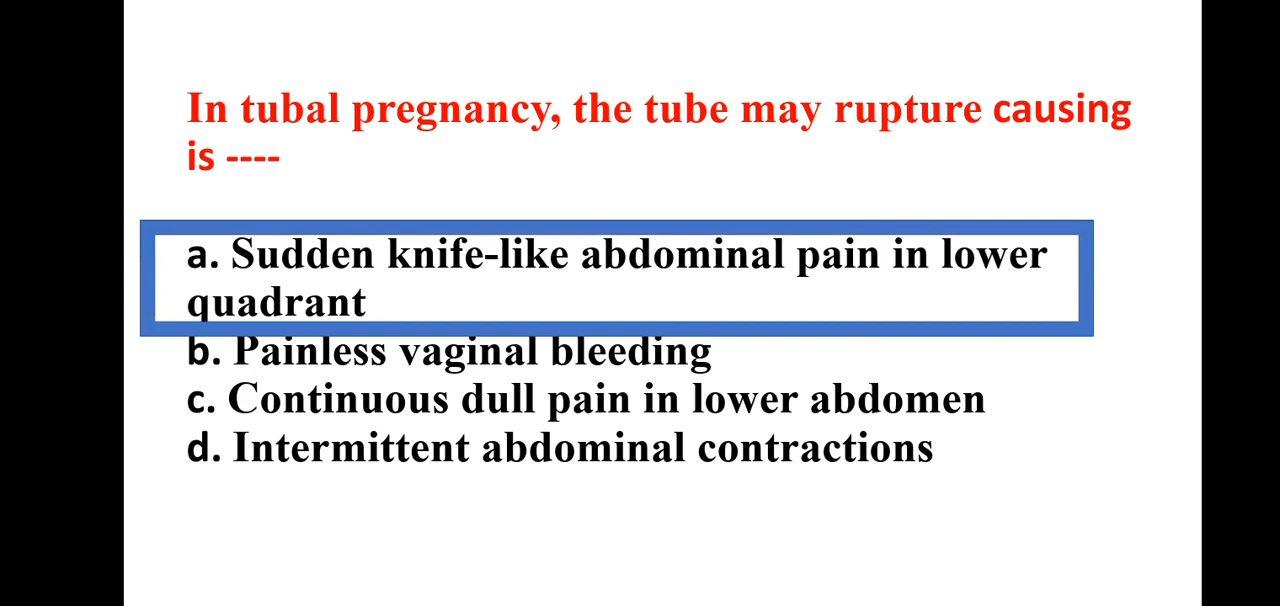 In tubal pregnancy, the tube may rupture causing
is ----
a. Sudden knife-like abdominal pain in lower
quadrant
b. Painless vaginal bleeding
c. Continuous dull pain in lower abdomen
d. Intermittent abdominal contractions